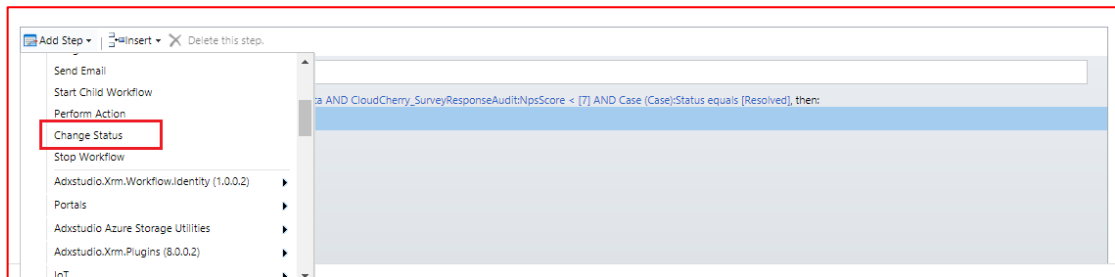 Add Step Insert Delete this step.
Send Email
Start Child Workflow
ta AND CloudCherry_SurveyResponseAudit:NpsScore < [7] AND Case (Case):Status equals [Resolved], then:
Perform Action
Change Status
Stop Workflow
Adxstudio.Xrm.Workflow.Identity (1.0.0.2)
Portals
Adxstudio Azure Storage Utilities
Adxstudio.Xrm.Plugins (8.0.0.2)
IoT